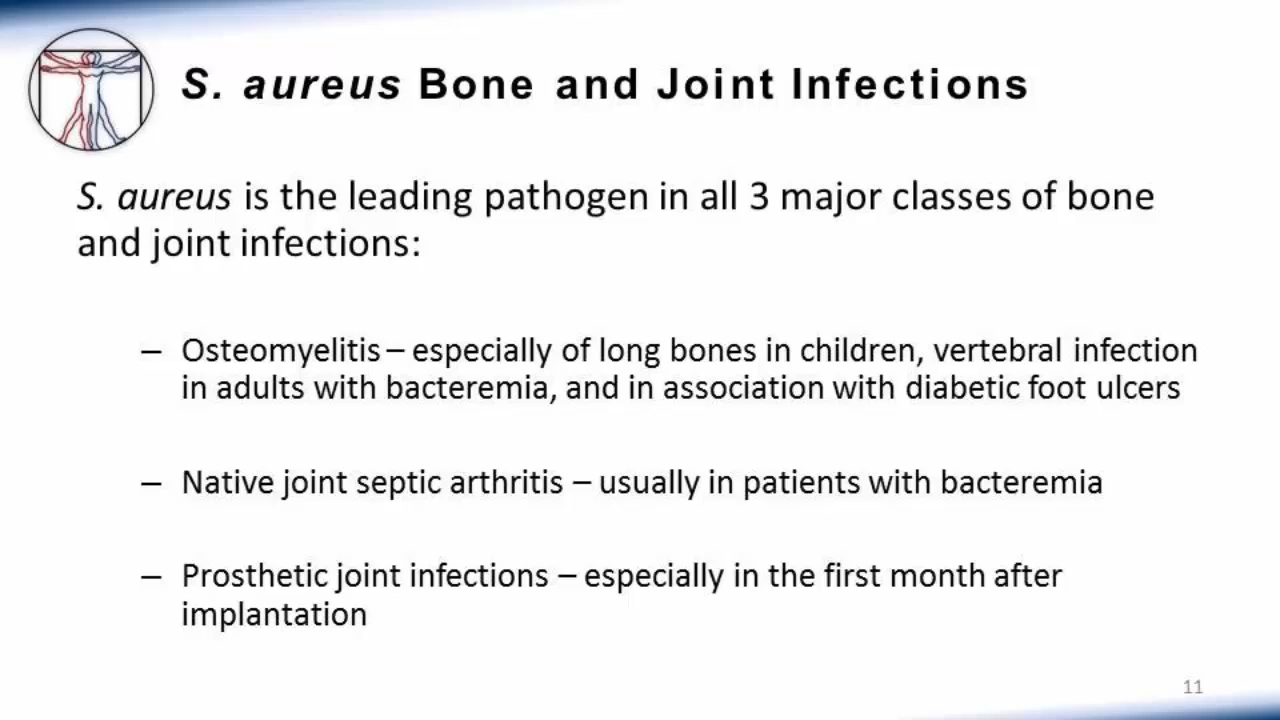 S. aureus Bone and Joint Infections
S. aureus is the leading pathogen in all 3 major classes of bone
and joint infections:
– Osteomyelitis – especially of long bones in children, vertebral infection
in adults with bacteremia, and in association with diabetic foot ulcers
– Native joint septic arthritis – usually in patients with bacteremia
– Prosthetic joint infections – especially in the first month after
implantation
11